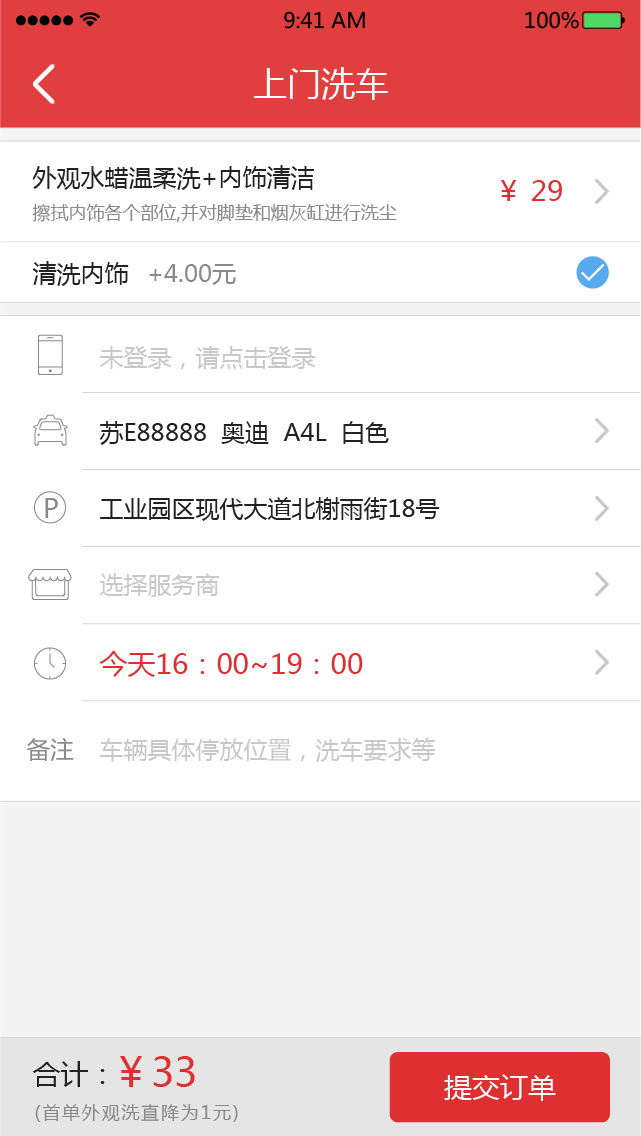 9:41 AM 100%
上门洗车
外观水蜡温柔洗+内饰清洁
¥ 29
擦拭内饰各个部位,并对脚垫和烟灰缸进行洗尘
清洗内饰 +4.00元
未登录，请点击登录
苏E88888 奥迪 A4L 白色
P 工业园区现代大道北榭雨街18号
选择服务商
今天16：00~19：00
备注 车辆具体停放位置，洗车要求等
合计：¥ 33
(首单外观洗直降为1元)
提交订单